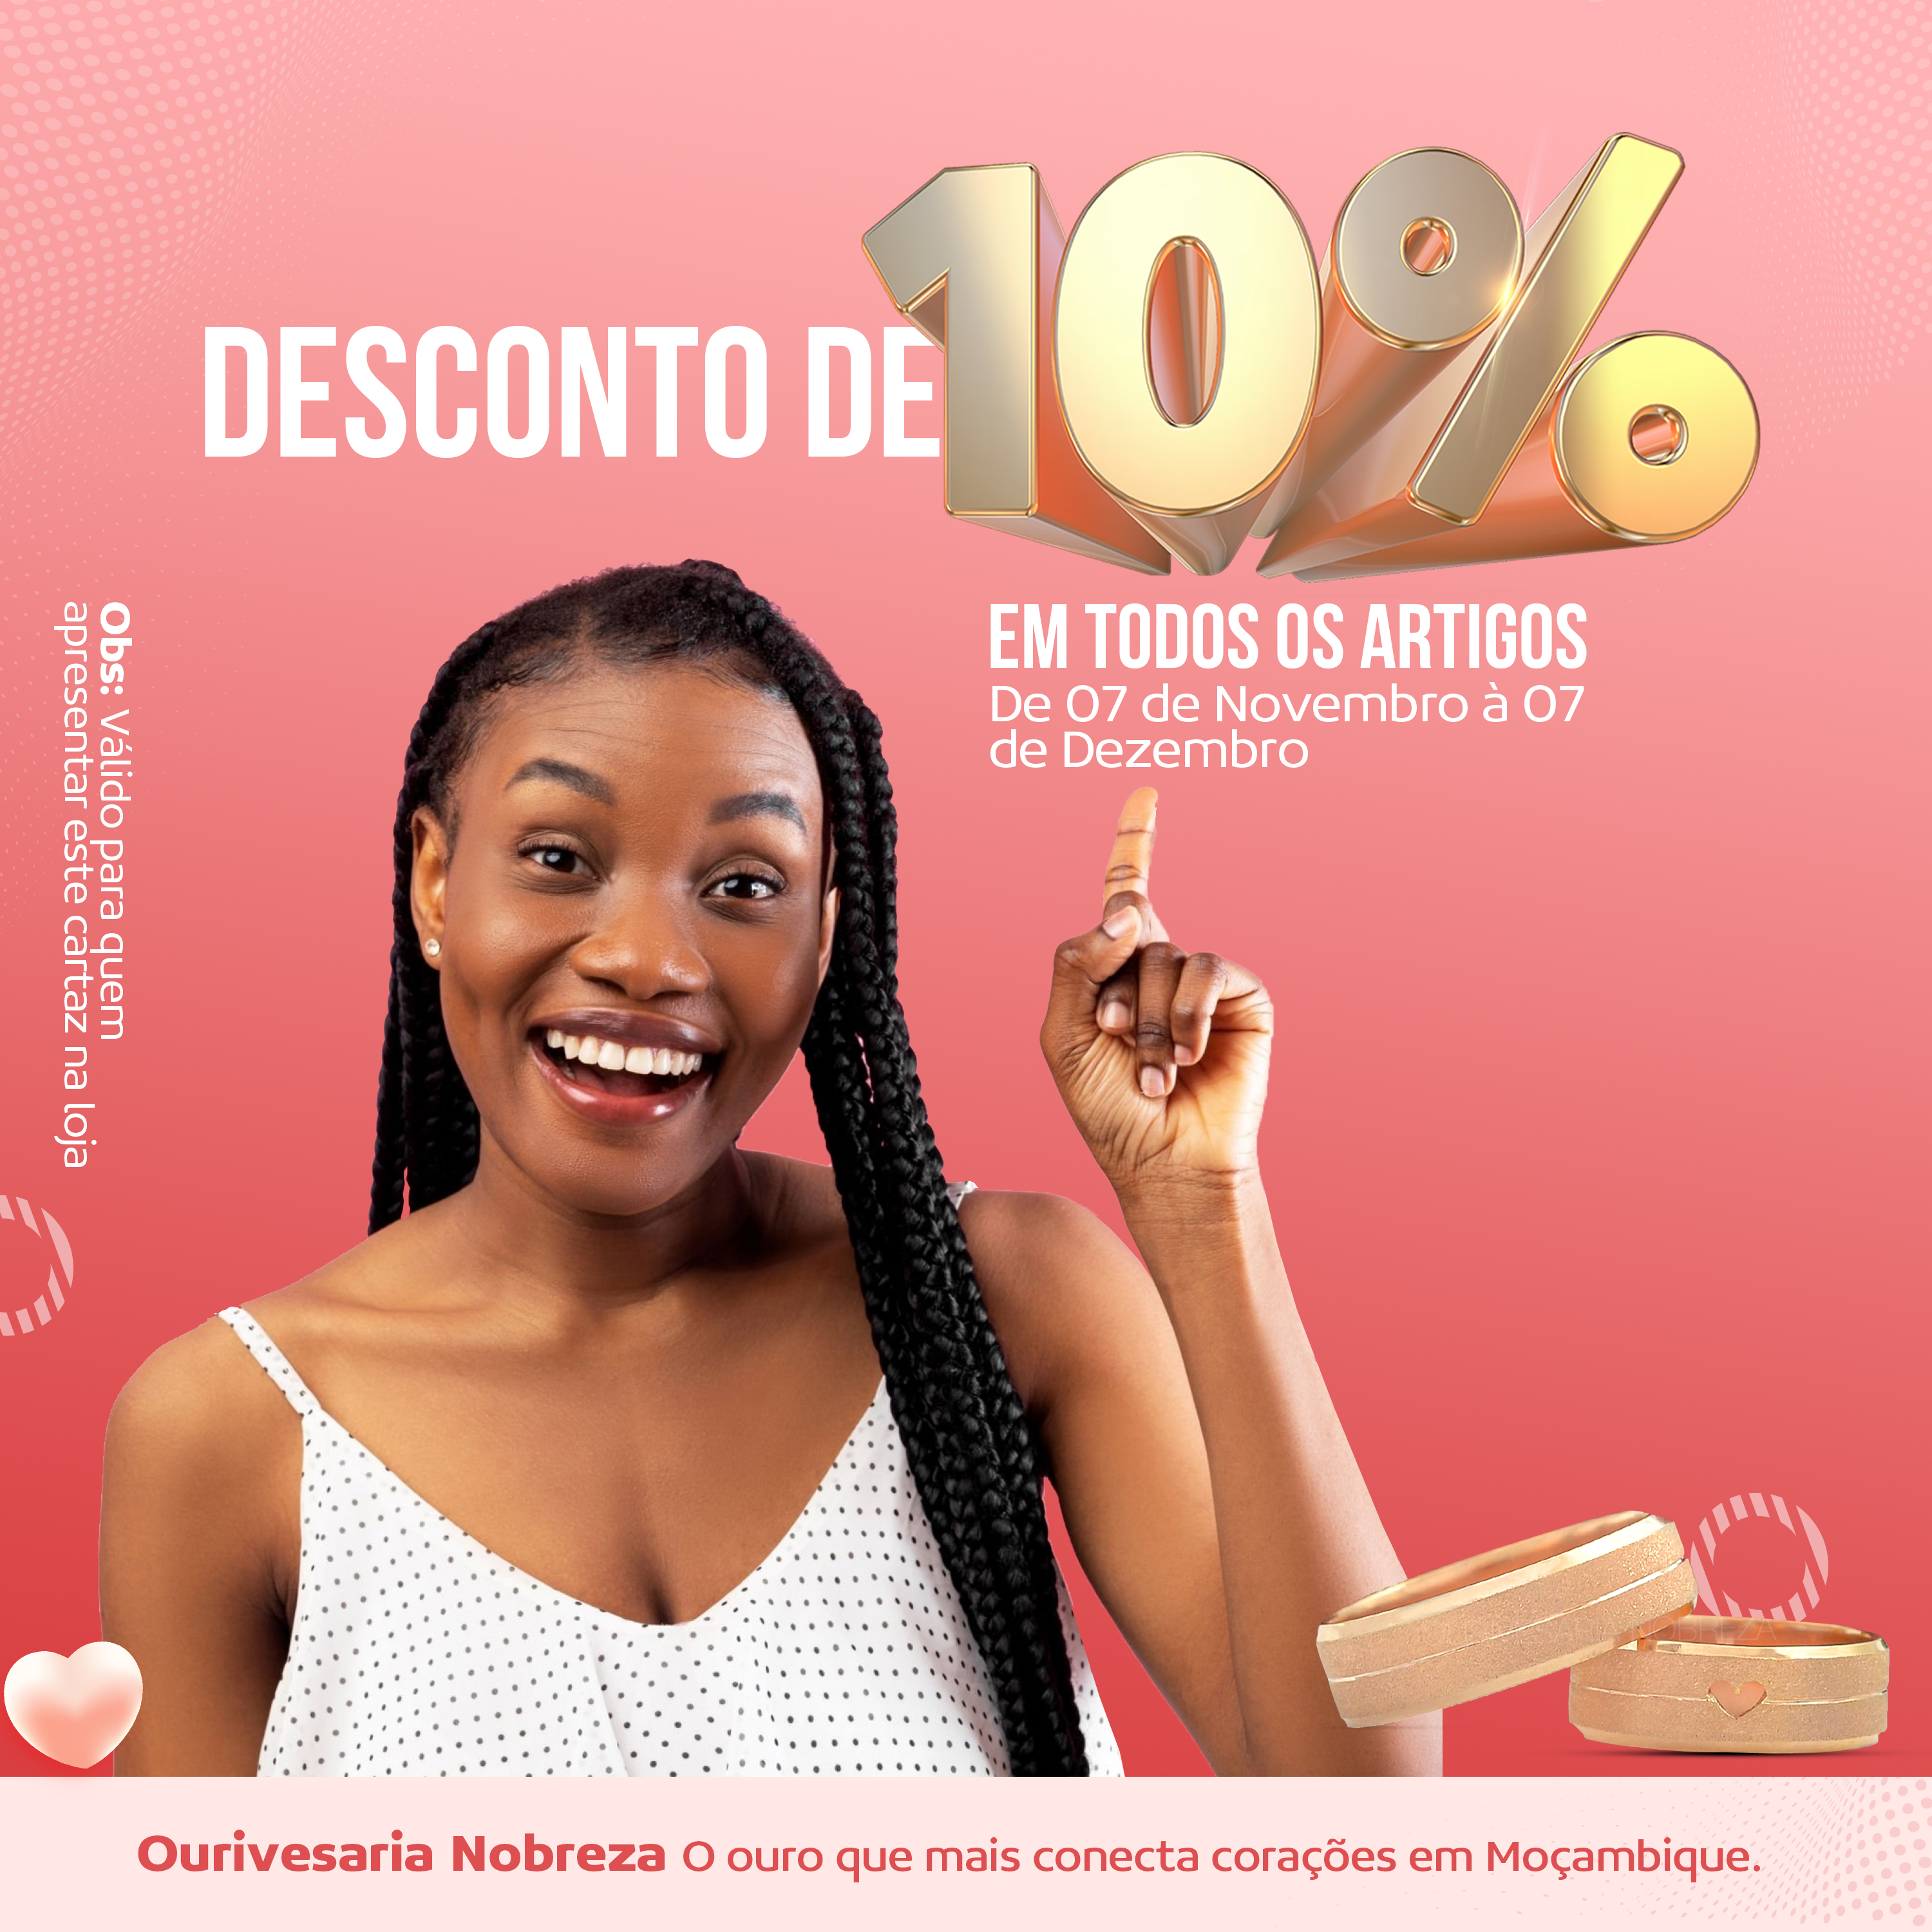 DESCONTO DE 10%
EM TODOS OS ARTIGOS
De 07 de Novembro à 07
de Dezembro
Obs: Válido para quem
apresentar este cartaz na loja
Ourivesaria Nobreza O ouro que mais conecta corações em Moçambique.